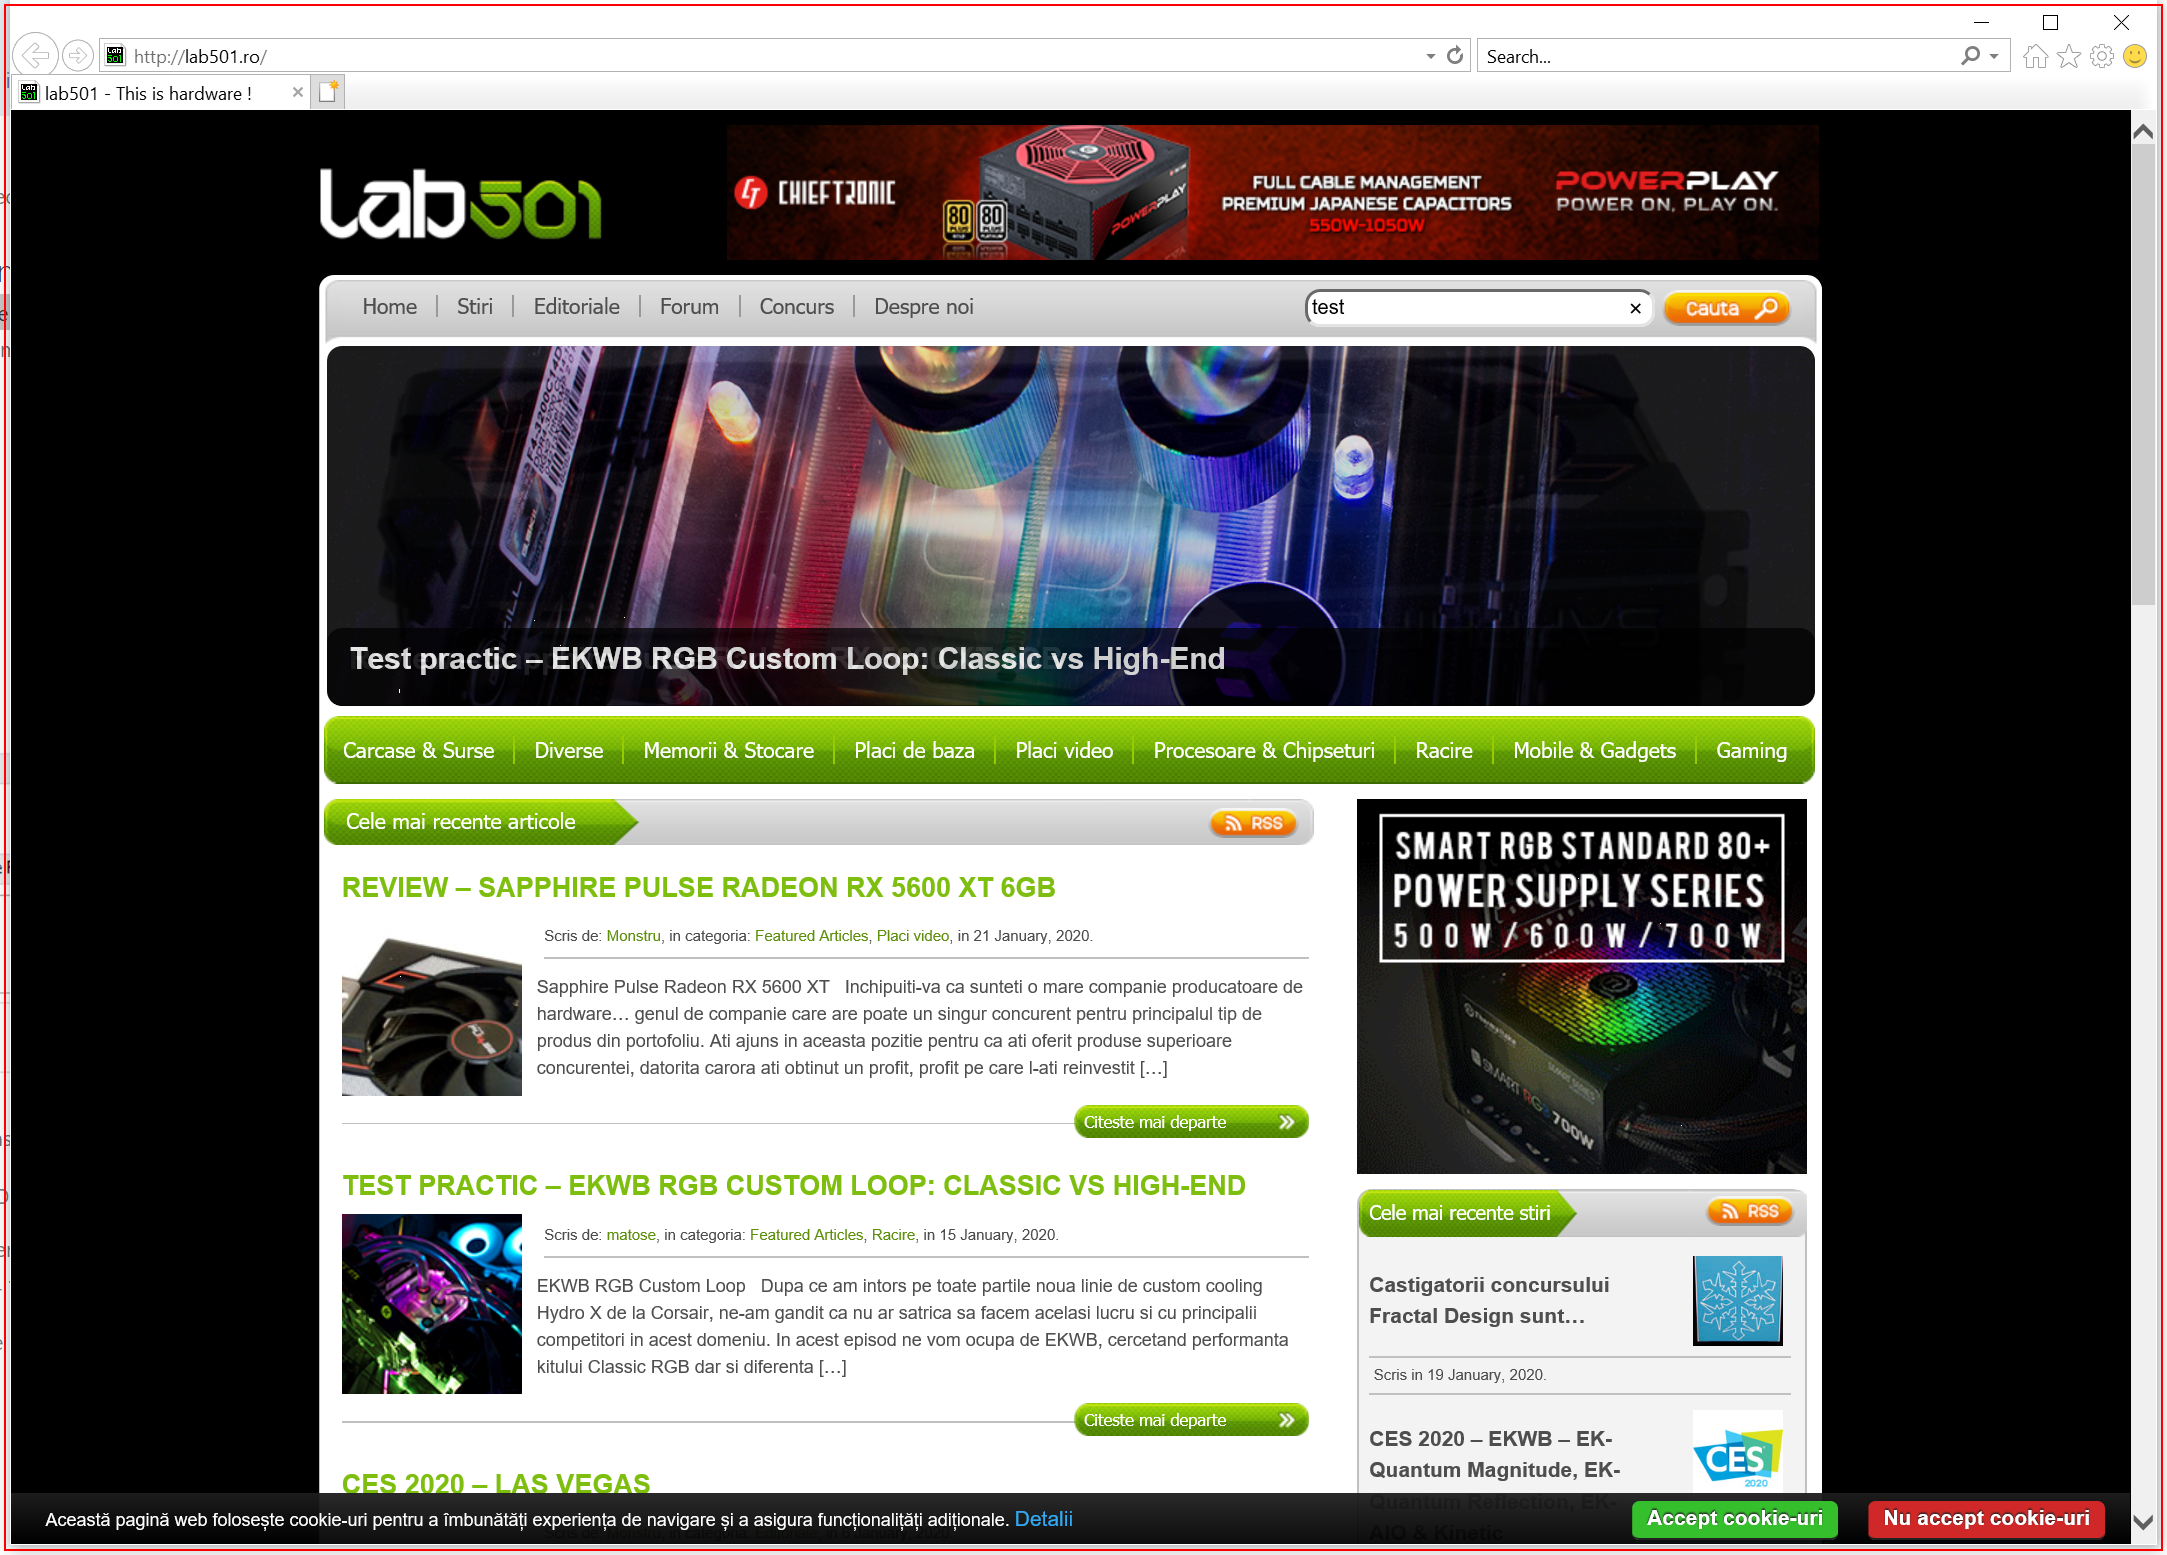 http://lab501.ro/
Search...
lab501 - This is hardware !
Lab501
CHIEFTRONIC
80 PLUS GOLD
80 PLUS PLATINUM
POWERPLAY
FULL CABLE MANAGEMENT
PREMIUM JAPANESE CAPACITORS
550W-1050W
POWERPLAY
POWER ON, PLAY ON.
Home
Stiri
Editoriale
Forum
Concurs
Despre noi
test
Cauta
Test practic – EKWB RGB Custom Loop: Classic vs High-End
Carcase & Surse
Diverse
Memorii & Stocare
Placi de baza
Placi video
Procesoare & Chipseturi
Racire
Mobile & Gadgets
Gaming
Cele mai recente articole
RSS
REVIEW – SAPPHIRE PULSE RADEON RX 5600 XT 6GB
Scris de: Monstru, in categoria: Featured Articles, Placi video, in 21 January, 2020.
Sapphire Pulse Radeon RX 5600 XT Inchipuiti-va ca sunteti o mare companie producatoare de
hardware… genul de companie care are poate un singur concurent pentru principalul tip de
produs din portofoliu. Ati ajuns in aceasta pozitie pentru ca ati oferit produse superioare
concurentei, datorita carora ati obtinut un profit, profit pe care l-ati reinvestit […]
Citeste mai departe
TEST PRACTIC – EKWB RGB CUSTOM LOOP: CLASSIC VS HIGH-END
Scris de: matose, in categoria: Featured Articles, Racire, in 15 January, 2020.
EKWB RGB Custom Loop Dupa ce am intors pe toate partile noua linie de custom cooling
Hydro X de la Corsair, ne-am gandit ca nu ar satrica sa facem acelasi lucru si cu principalii
competitori in acest domeniu. In acest episod ne vom ocupa de EKWB, cercetand performanta
kitului Classic RGB dar si diferenta […]
Citeste mai departe
CES 2020 – LAS VEGAS
SMART RGB STANDARD 80+
POWER SUPPLY SERIES
500W/600W/700W
SMART RGB 700W
Cele mai recente stiri
RSS
Castigatorii concursului
Fractal Design sunt…
Scris in 19 January, 2020.
CES 2020 – EKWB – EK-
Quantum Magnitude, EK-
Quantum Reflection, EK-
AIO & Kinetic
CES
2020
Această pagină web folosește cookie-uri pentru a îmbunătăți experiența de navigare și a asigura funcționalități adiționale. Detalii
Accept cookie-uri
Nu accept cookie-uri